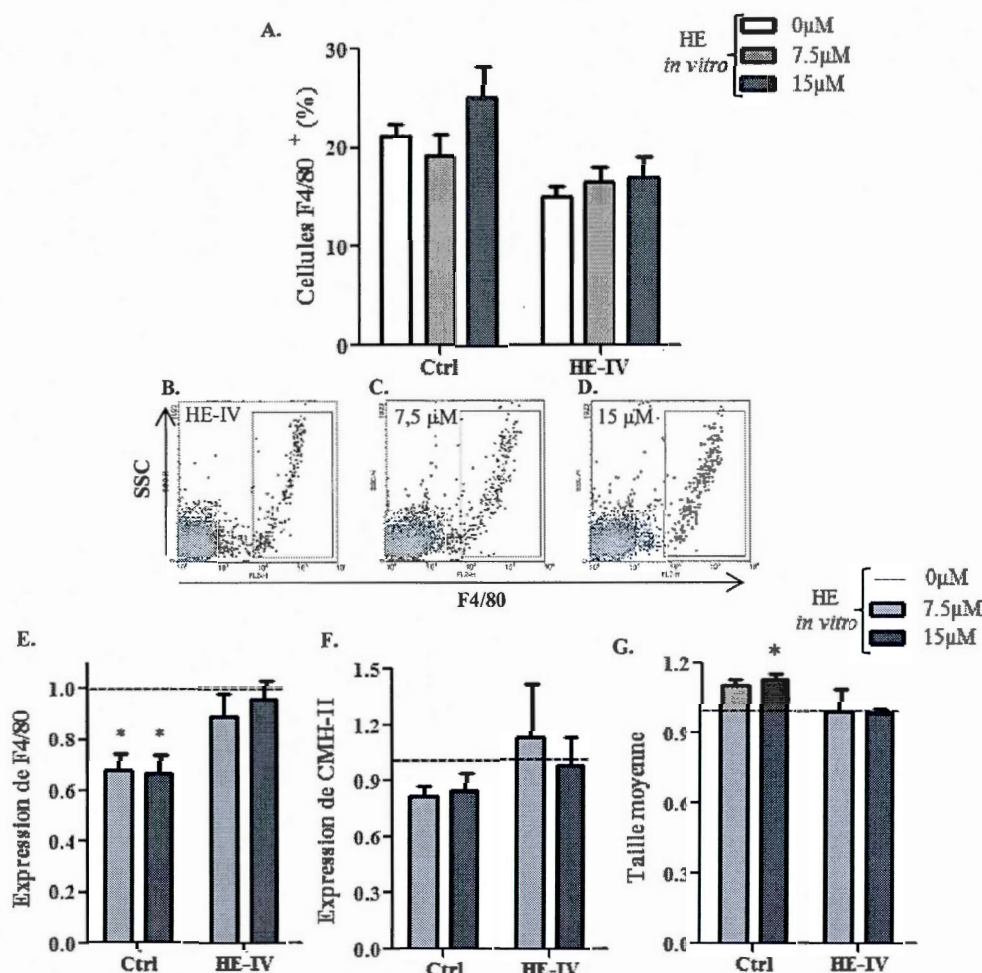 A.
HE
in vitro
0µM
7.5µM
15µM
Cellules F4/80 + (%)
30
20
10
0
Ctrl
HE-IV
B.
HE-IV
C.
7,5 µM
D.
15 µM
SSC
FL2-H
FL2-H
FL2-H
F4/80
HE
in vitro
0µM
7.5µM
15µM
E.
Expression de F4/80
1.0
0.8
0.6
0.4
0.2
0.0
*
*
Ctrl
HE-IV
F.
Expression de CMH-II
1.5
1.2
0.9
0.6
0.3
0.0
Ctrl
HE-IV
G.
Taille moyenne
1.2
0.9
0.6
0.3
0.0
*
Ctrl
HE-IV